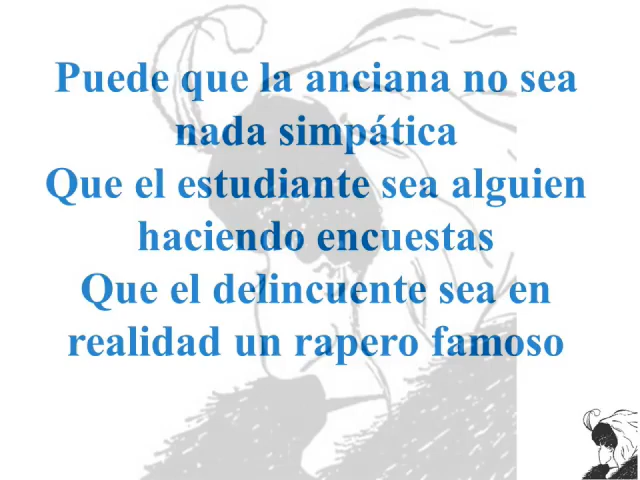 Puede que la anciana no sea
nada simpática
Que el estudiante sea alguien
haciendo encuestas
Que el delincuente sea en
realidad un rapero famoso